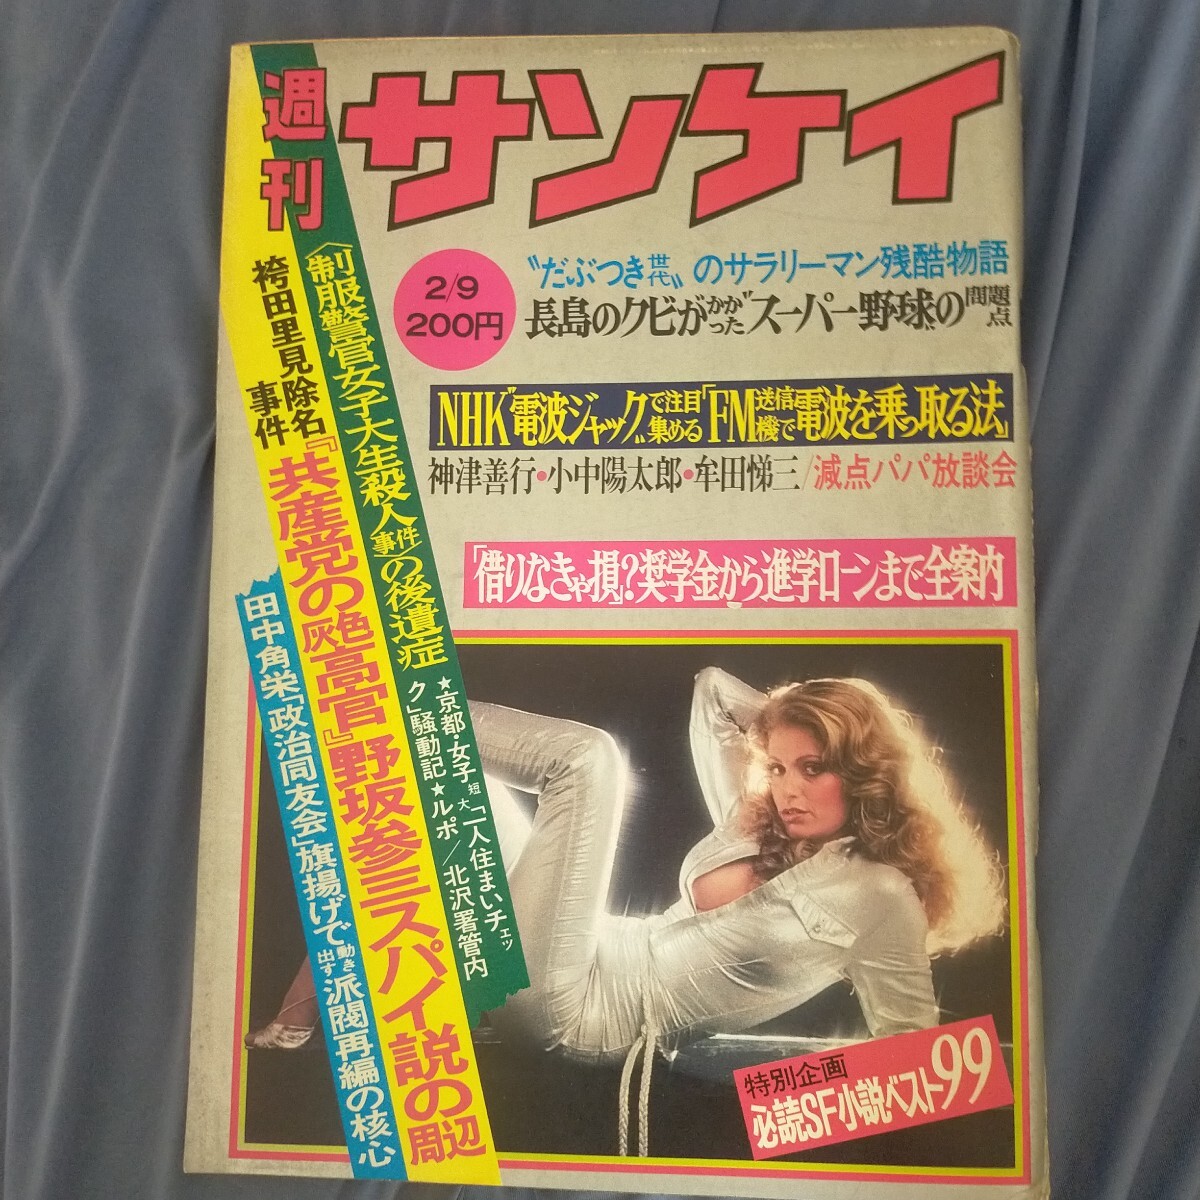 週刊
サンケイ
2/9
200円
〝だぶつき世代〟のサラリーマン残酷物語
長島のクビがかかった〝スーパー野球〟の問題点
NHK〝電波ジャック〟で注目集める「FM送信機で電波を乗っ取る法」
神津善行・小中陽太郎・牟田悌三/減点パパ放談会
「借りなきゃ損」?奨学金から進学ローンまで全案内
〈制服警官女子大生殺人事件〉の後遺症
★京都・女子短大「一人住まいチェック」騒動記★ルポ/北沢署管内
袴田里見除名事件『共産党の灰色高官』野坂参三スパイ説の周辺
田中角栄「政治同友会」旗揚げで動き出す派閥再編の核心
特別企画
必読SF小説ベスト99